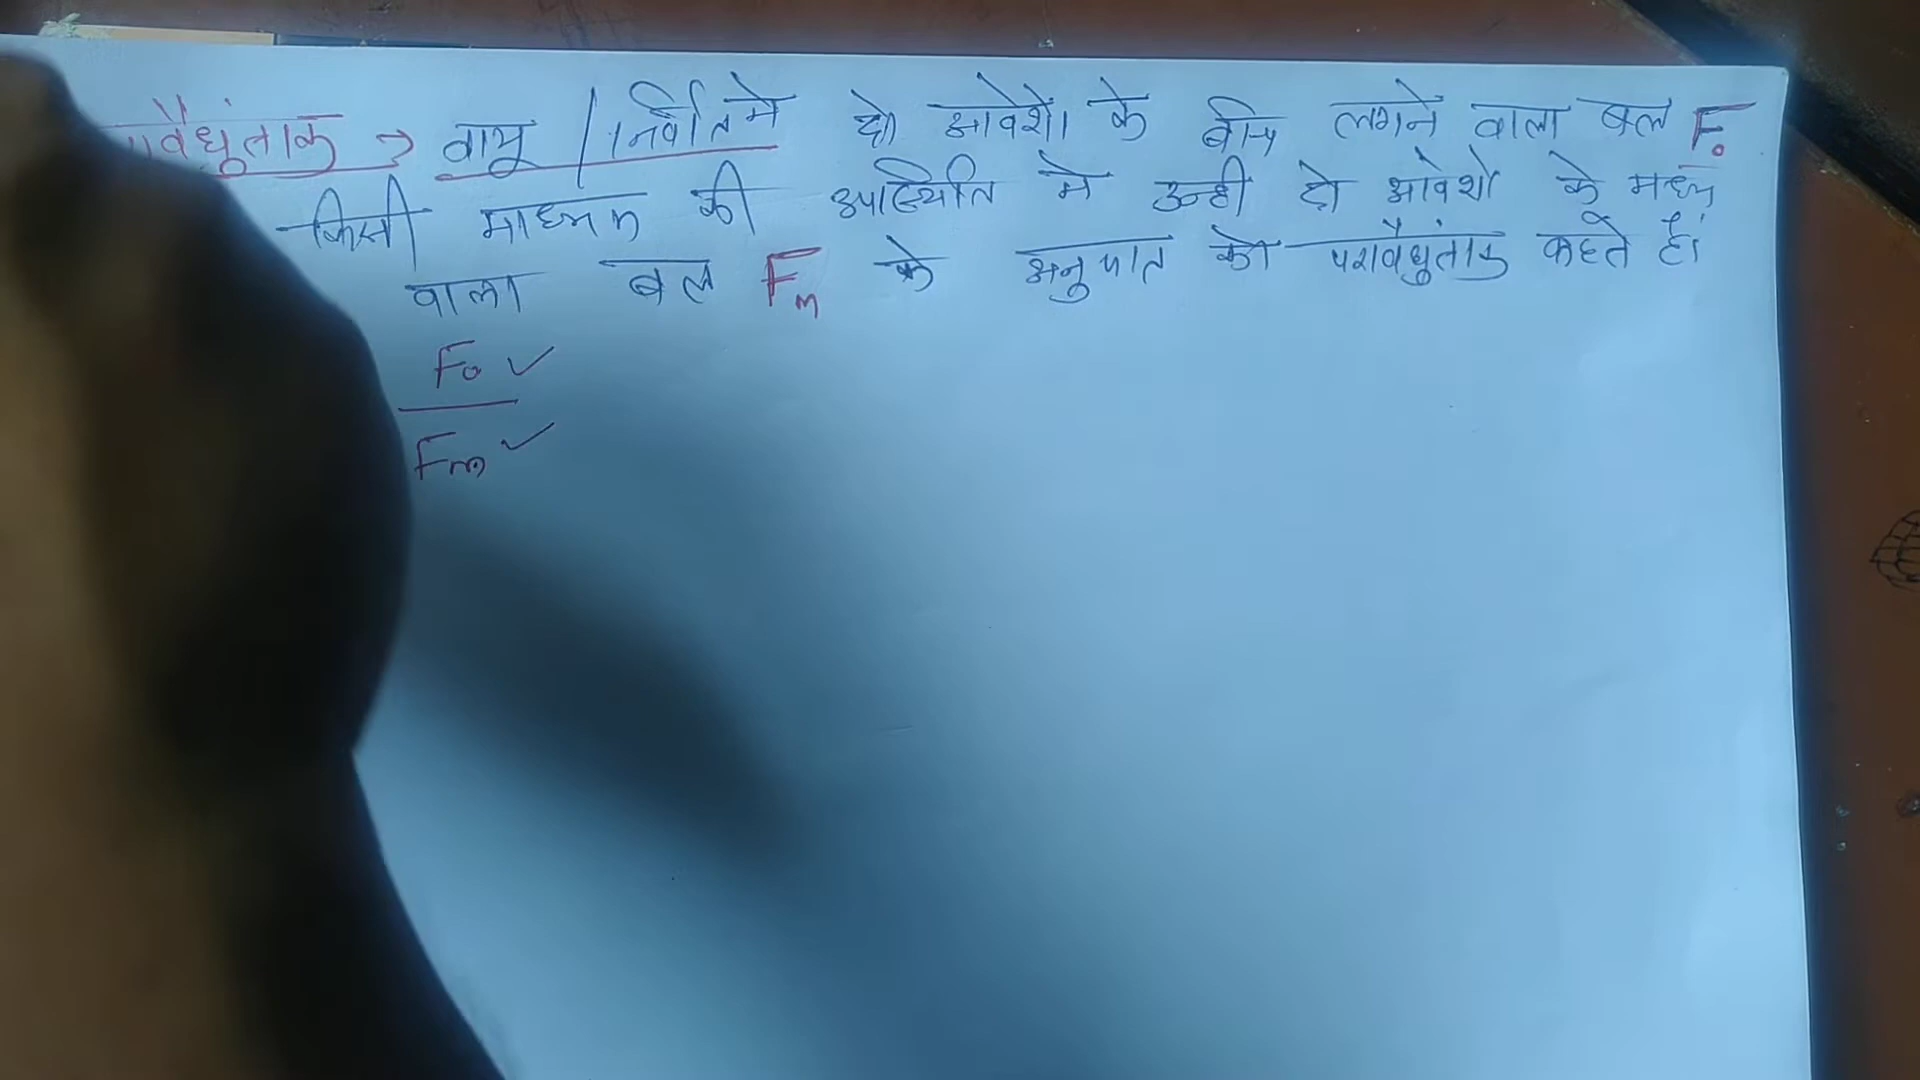 वैधुतांक → वायु / निर्वात मे दो आवेशो के बीच लगने वाला बल F₀
किसी माध्यम की उपस्थिति मे उन्ही दो आवेशो के मध्य
वाला बल Fm के अनुपात को परावैधुतांक कहते हैं।
F₀ ✓
Fm ✓